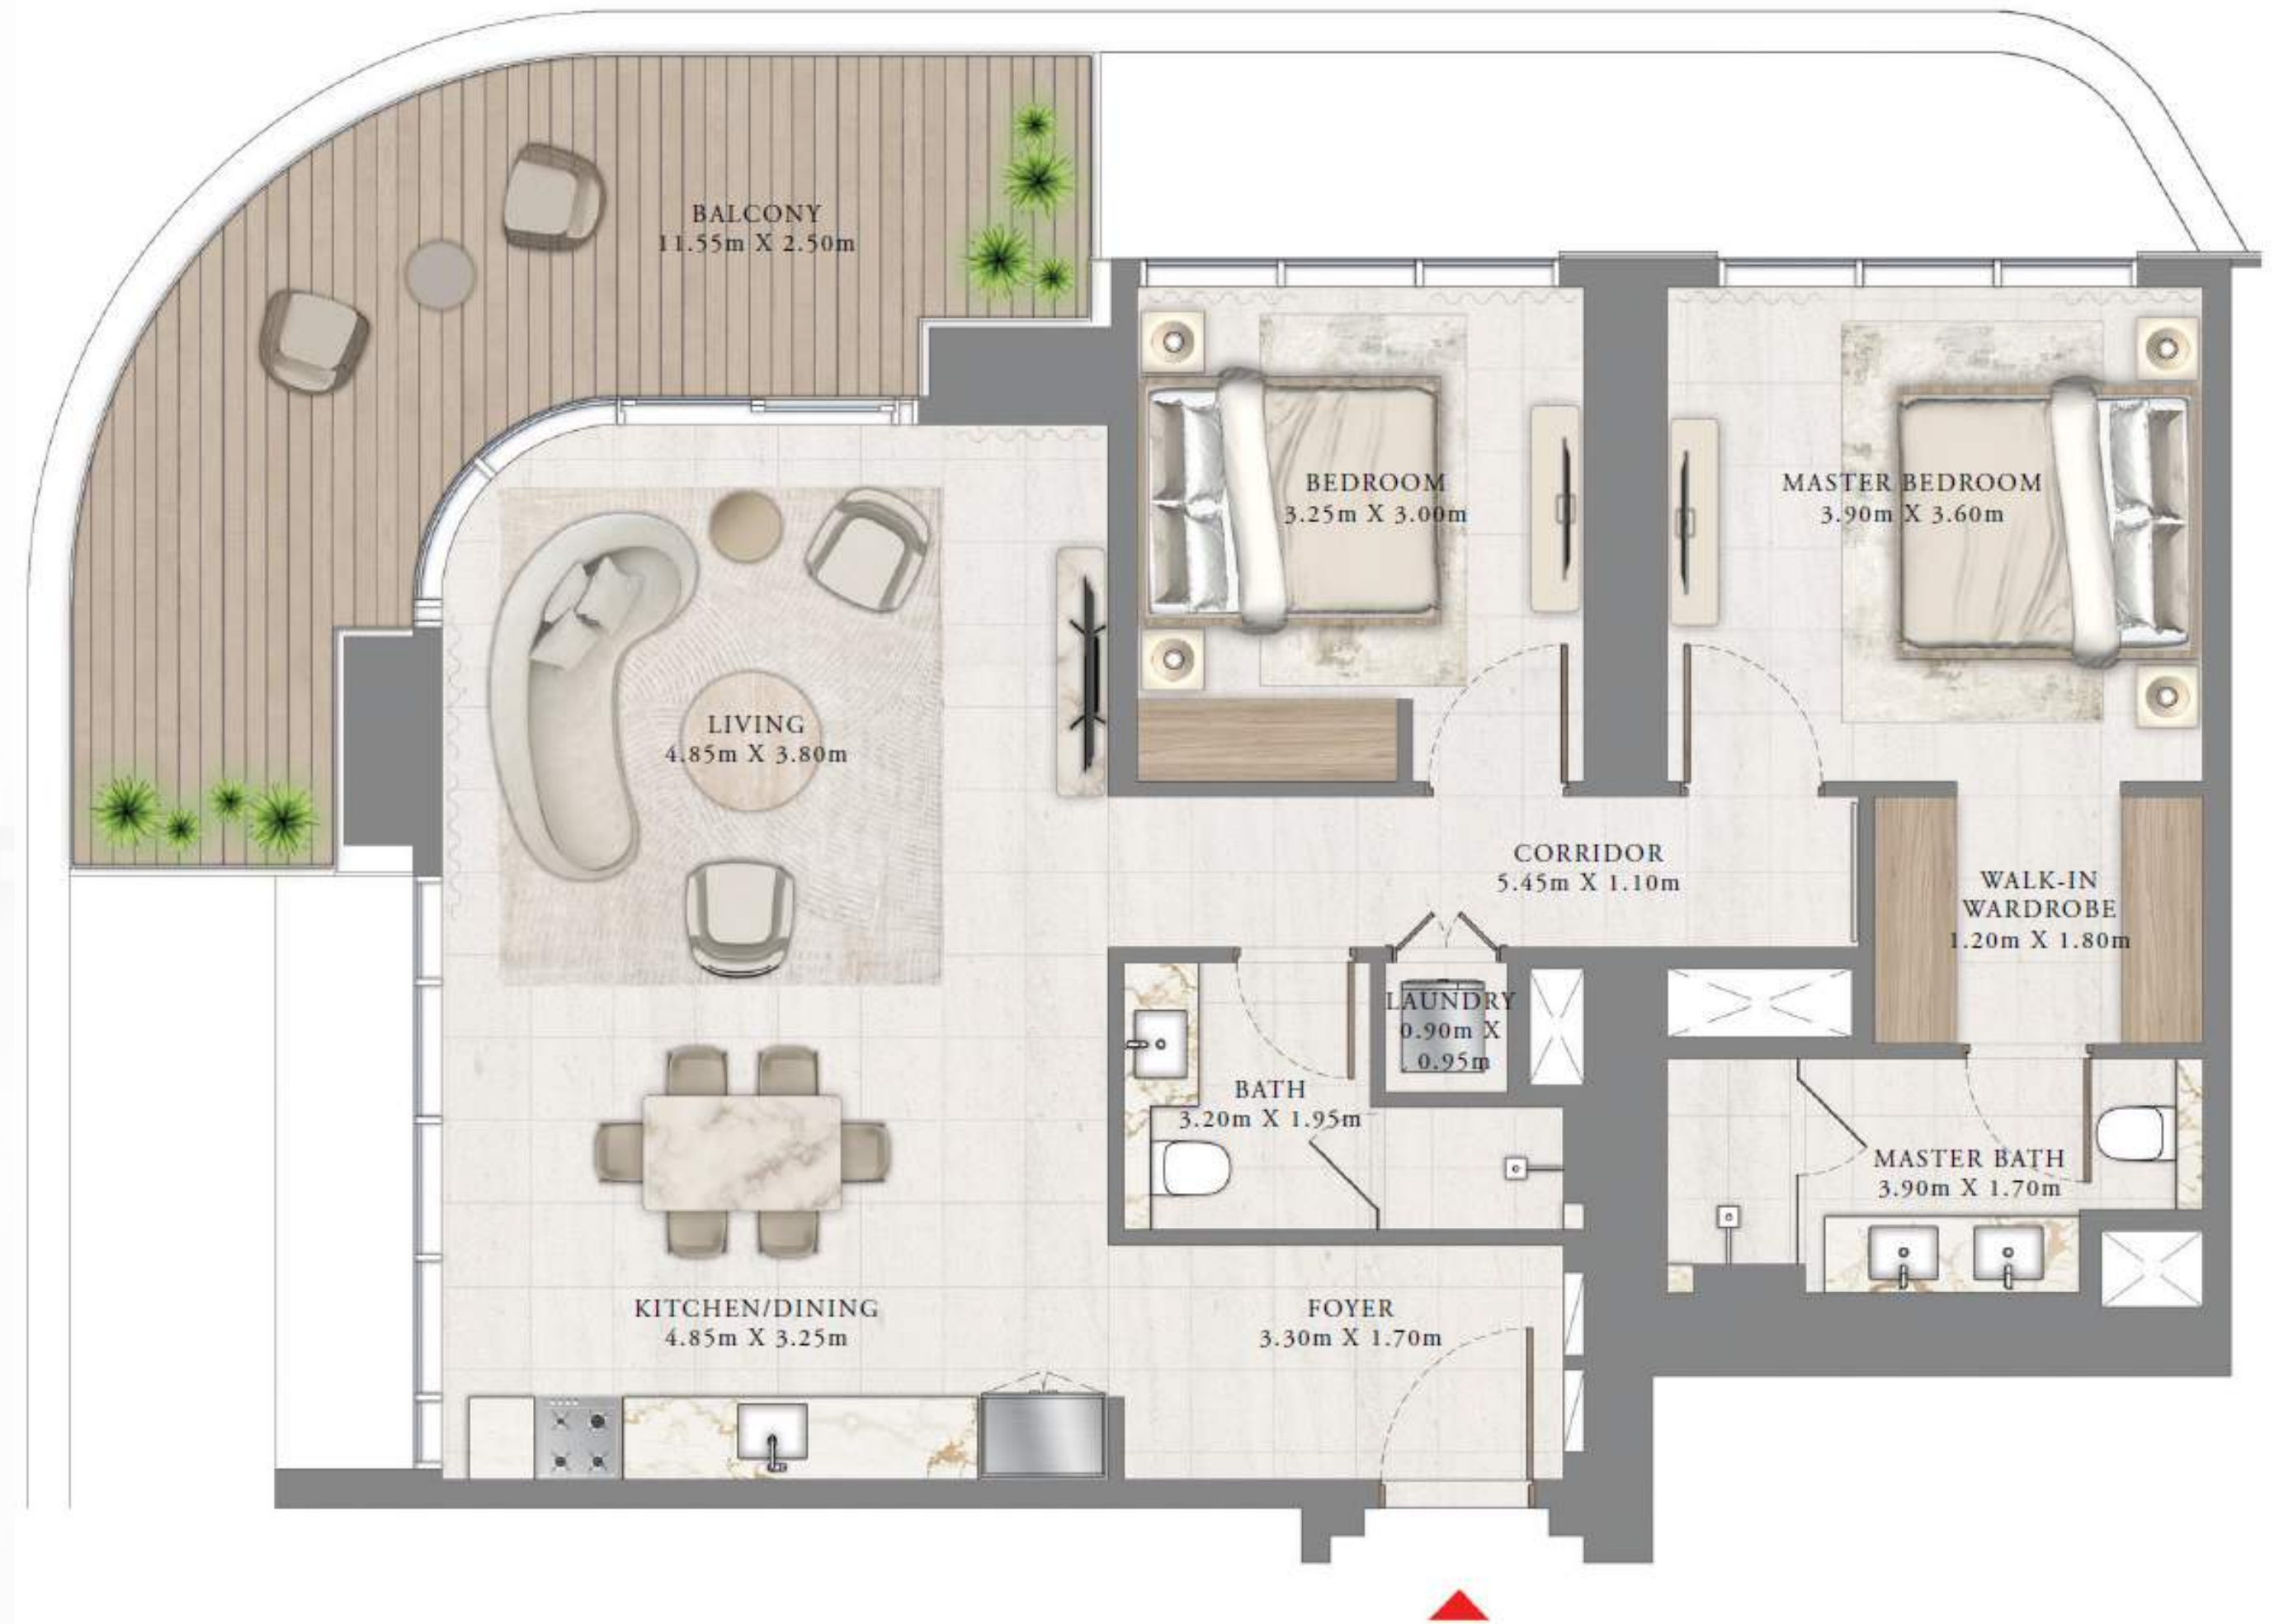 BALCONY
11.55m X 2.50m
BEDROOM
3.25m X 3.00m
MASTER BEDROOM
3.90m X 3.60m
LIVING
4.85m X 3.80m
CORRIDOR
5.45m X 1.10m
WALK-IN
WARDROBE
1.20m X 1.80m
LAUNDRY
0.90m X
0.95m
BATH
3.20m X 1.95m
MASTER BATH
3.90m X 1.70m
KITCHEN/DINING
4.85m X 3.25m
FOYER
3.30m X 1.70m